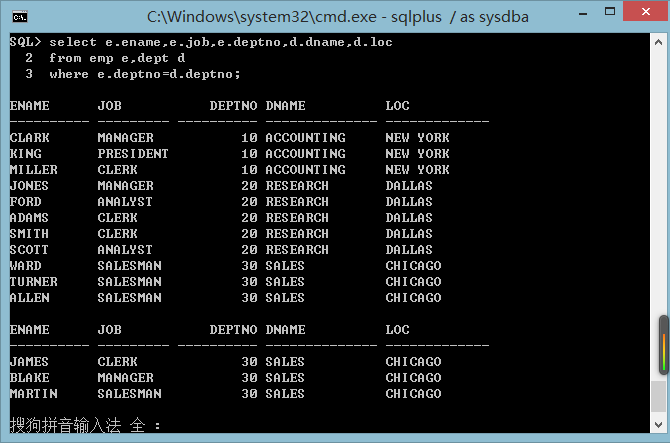 C:\Windows\system32\cmd.exe - sqlplus / as sysdba
SQL> select e.ename,e.job,e.deptno,d.dname,d.loc
  2  from emp e,dept d
  3  where e.deptno=d.deptno;
ENAME      JOB           DEPTNO DNAME          LOC
---------- --------- ---------- -------------- -------------
CLARK      MANAGER           10 ACCOUNTING     NEW YORK
KING       PRESIDENT         10 ACCOUNTING     NEW YORK
MILLER     CLERK             10 ACCOUNTING     NEW YORK
JONES      MANAGER           20 RESEARCH       DALLAS
FORD       ANALYST           20 RESEARCH       DALLAS
ADAMS      CLERK             20 RESEARCH       DALLAS
SMITH      CLERK             20 RESEARCH       DALLAS
SCOTT      ANALYST           20 RESEARCH       DALLAS
WARD       SALESMAN          30 SALES          CHICAGO
TURNER     SALESMAN          30 SALES          CHICAGO
ALLEN      SALESMAN          30 SALES          CHICAGO
ENAME      JOB           DEPTNO DNAME          LOC
---------- --------- ---------- -------------- -------------
JAMES      CLERK             30 SALES          CHICAGO
BLAKE      MANAGER           30 SALES          CHICAGO
MARTIN     SALESMAN          30 SALES          CHICAGO
搜狗拼音输入法 全 :